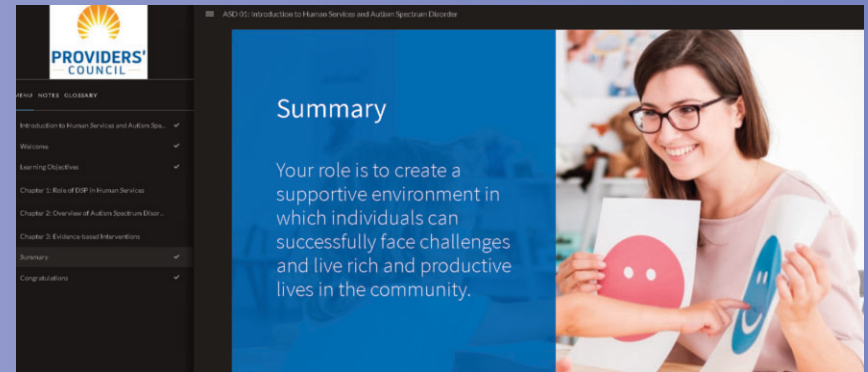 PROVIDERS'
COUNCIL
MENU NOTES GLOSSARY
Introduction to Human Services and Autism Spe...
Welcome
Learning Objectives
Chapter 1: Role of DSP in Human Services
Chapter 2: Overview of Autism Spectrum Disor...
Chapter 3: Evidence-based Interventions
Summary
Congratulations
ASD 01: Introduction to Human Services and Autism Spectrum Disorder
Summary
Your role is to create a
supportive environment in
which individuals can
successfully face challenges
and live rich and productive
lives in the community.